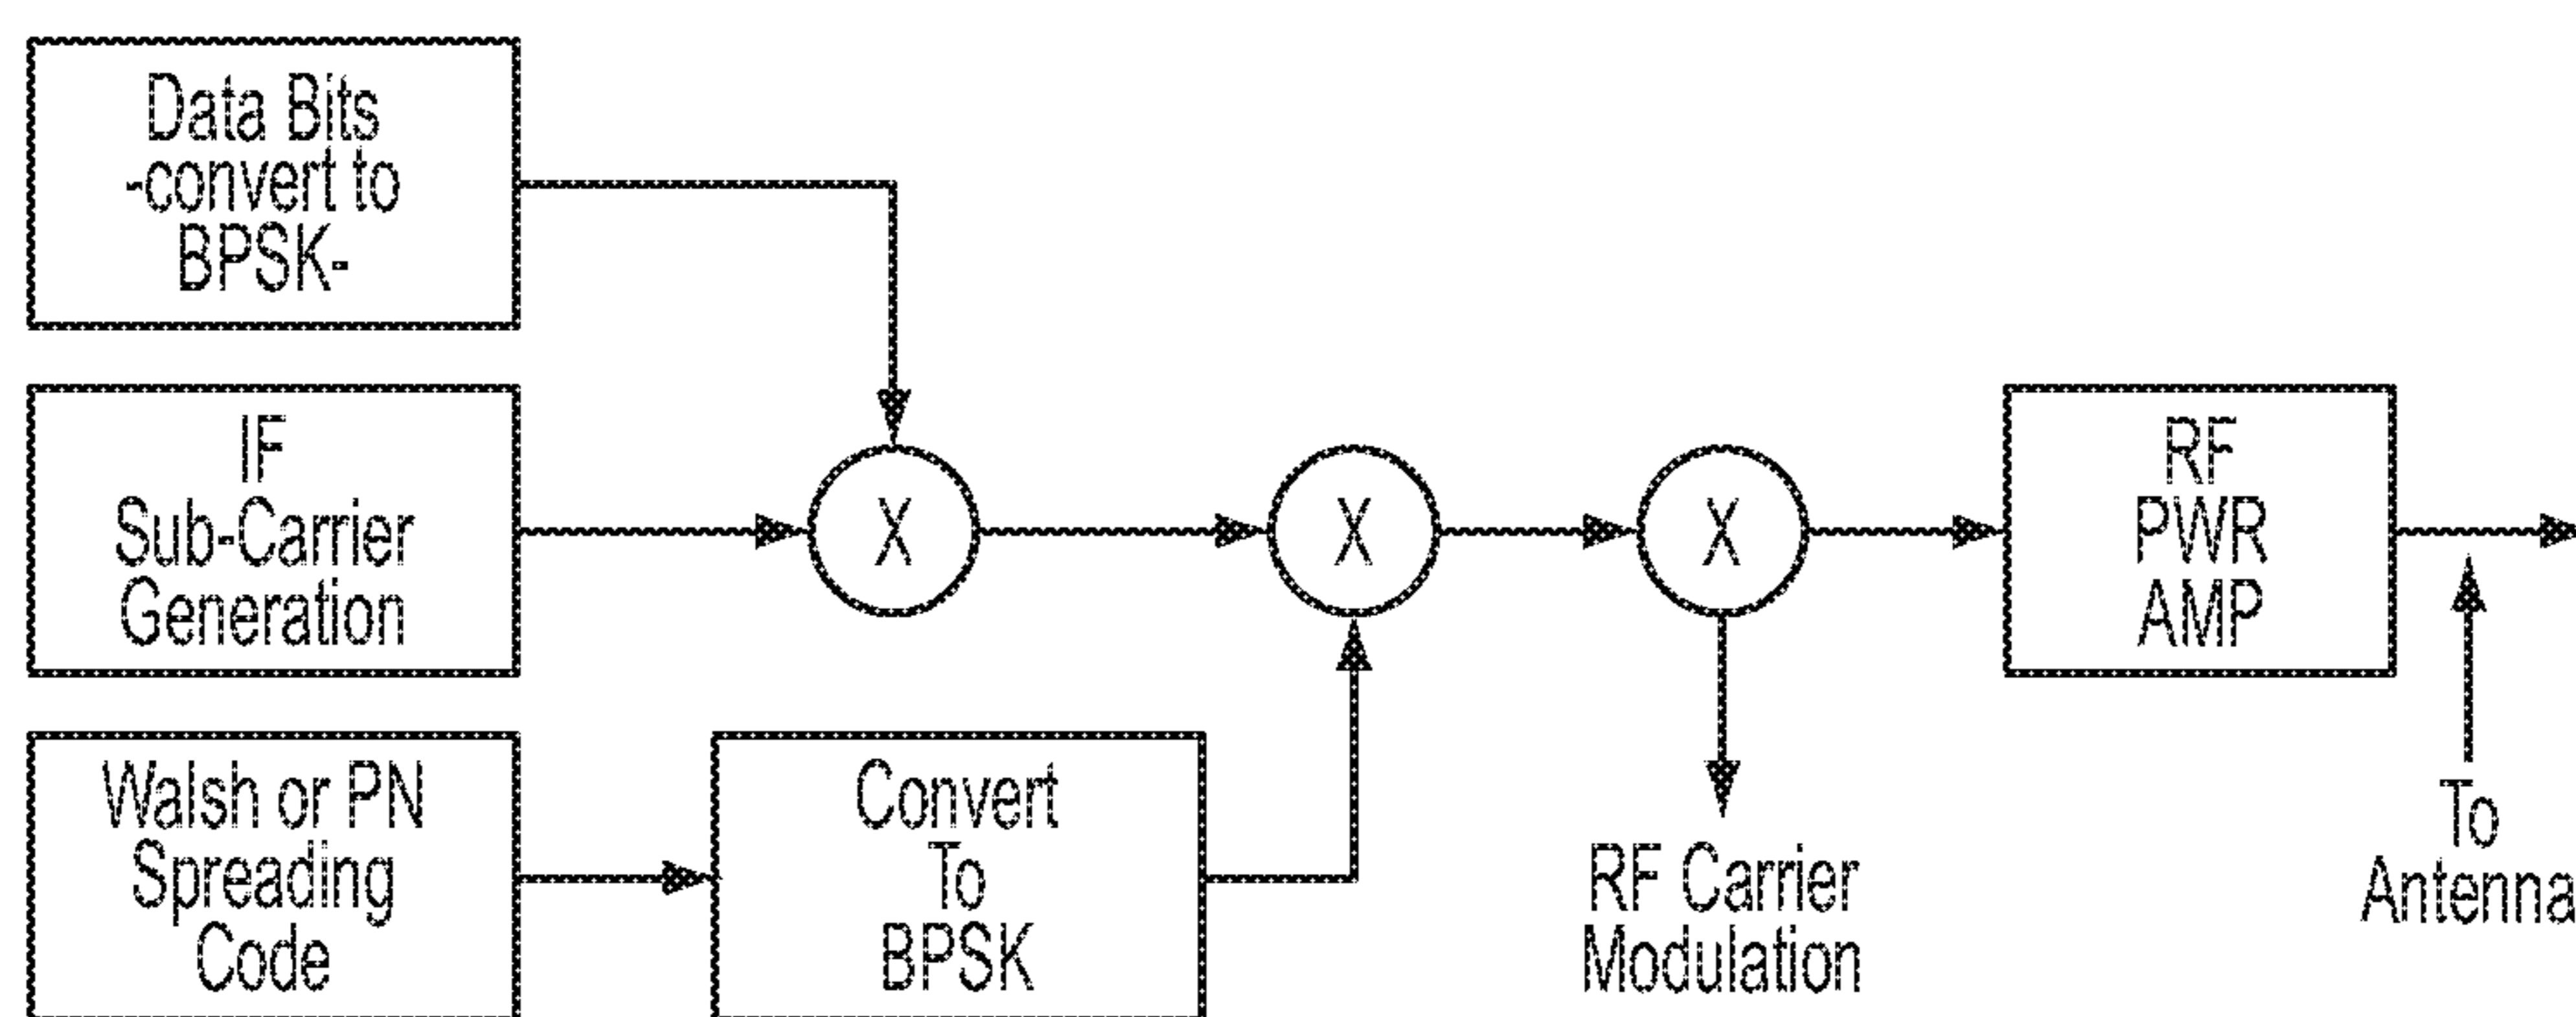 Data Bits
-convert to
BPSK-
IF
Sub-Carrier
Generation
Walsh or PN
Spreading
Code
Convert
To
BPSK
X
X
X
RF Carrier
Modulation
RF
PWR
AMP
To
Antenna